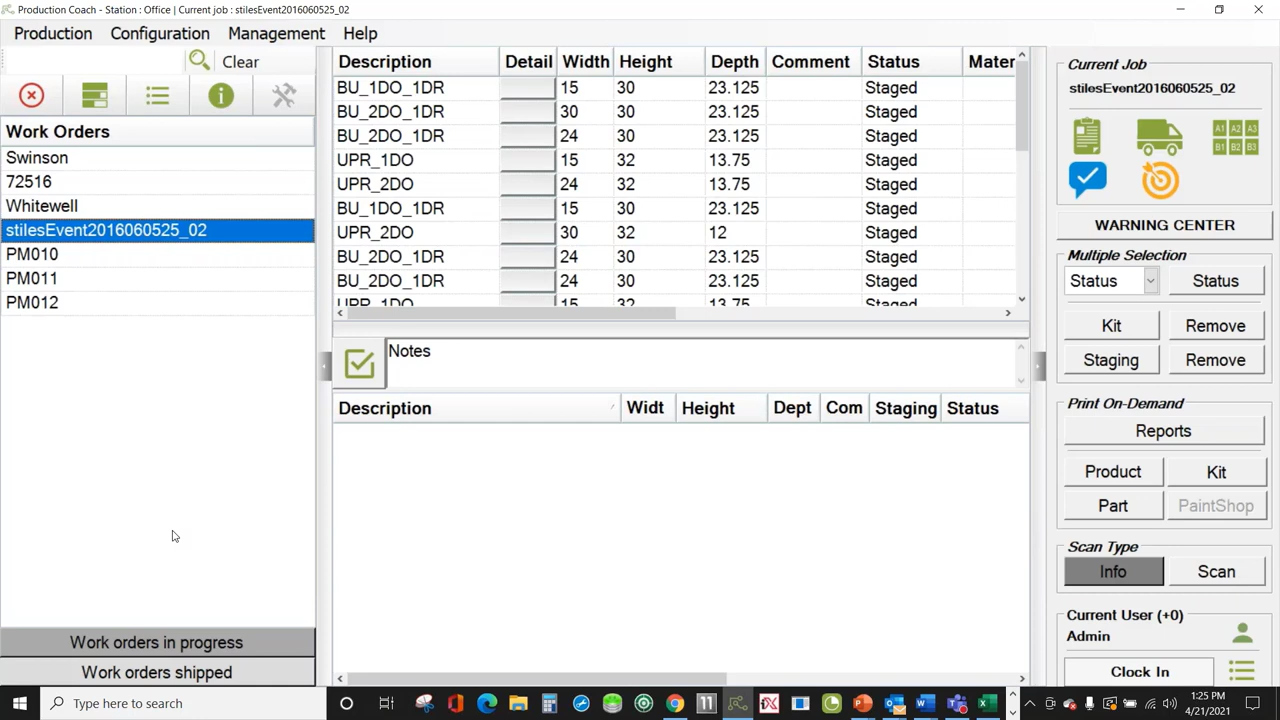 Production Coach - Station : Office | Current job : stilesEvent2016060525_02
Production Configuration Management Help
Clear
Work Orders
Swinson
72516
Whitewell
stilesEvent2016060525_02
PM010
PM011
PM012
Work orders in progress
Work orders shipped
Description Detail Width Height Depth Comment Status Mater
BU_1DO_1DR 15 30 23.125 Staged
BU_2DO_1DR 30 30 23.125 Staged
BU_2DO_1DR 24 30 23.125 Staged
UPR_1DO 15 32 13.75 Staged
UPR_2DO 24 32 13.75 Staged
BU_1DO_1DR 15 30 23.125 Staged
UPR_2DO 30 32 12 Staged
BU_2DO_1DR 24 30 23.125 Staged
BU_2DO_1DR 24 30 23.125 Staged
UPR_1DO 15 32 13.75 Staged
Notes
Description Widt Height Dept Com Staging Status
Current Job
stilesEvent2016060525_02
A1 A2 A3
B1 B2 B3
WARNING CENTER
Multiple Selection
Status Status
Kit Remove
Staging Remove
Print On-Demand
Reports
Product Kit
Part PaintShop
Scan Type
Info Scan
Current User (+0)
Admin
Clock In
Type here to search
11
1:25 PM
4/21/2021